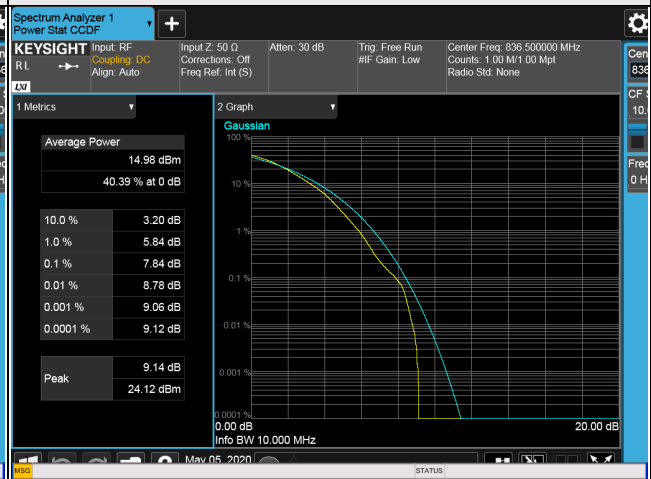 Spectrum Analyzer 1
Power Stat CCDF
+
KEYSIGHT
RL
LXI
Input: RF
Coupling: DC
Align: Auto
Input Z: 50 Ω
Corrections: Off
Freq Ref: Int (S)
Atten: 30 dB
Trig: Free Run
#IF Gain: Low
Center Freq: 836.500000 MHz
Counts: 1.00 M/1.00 Mpt
Radio Std: None
Cen
836
CF
10.
Freq
0 H
1 Metrics
Average Power
14.98 dBm
40.39 % at 0 dB
10.0 % 3.20 dB
1.0 % 5.84 dB
0.1 % 7.84 dB
0.01 % 8.78 dB
0.001 % 9.06 dB
0.0001 % 9.12 dB
Peak
9.14 dB
24.12 dBm
2 Graph
Gaussian
100 %
10 %
1 %
0.1 %
0.01 %
0.001 %
0.0001 %
0.00 dB
20.00 dB
Info BW 10.000 MHz
May 05, 2020
MSG
STATUS